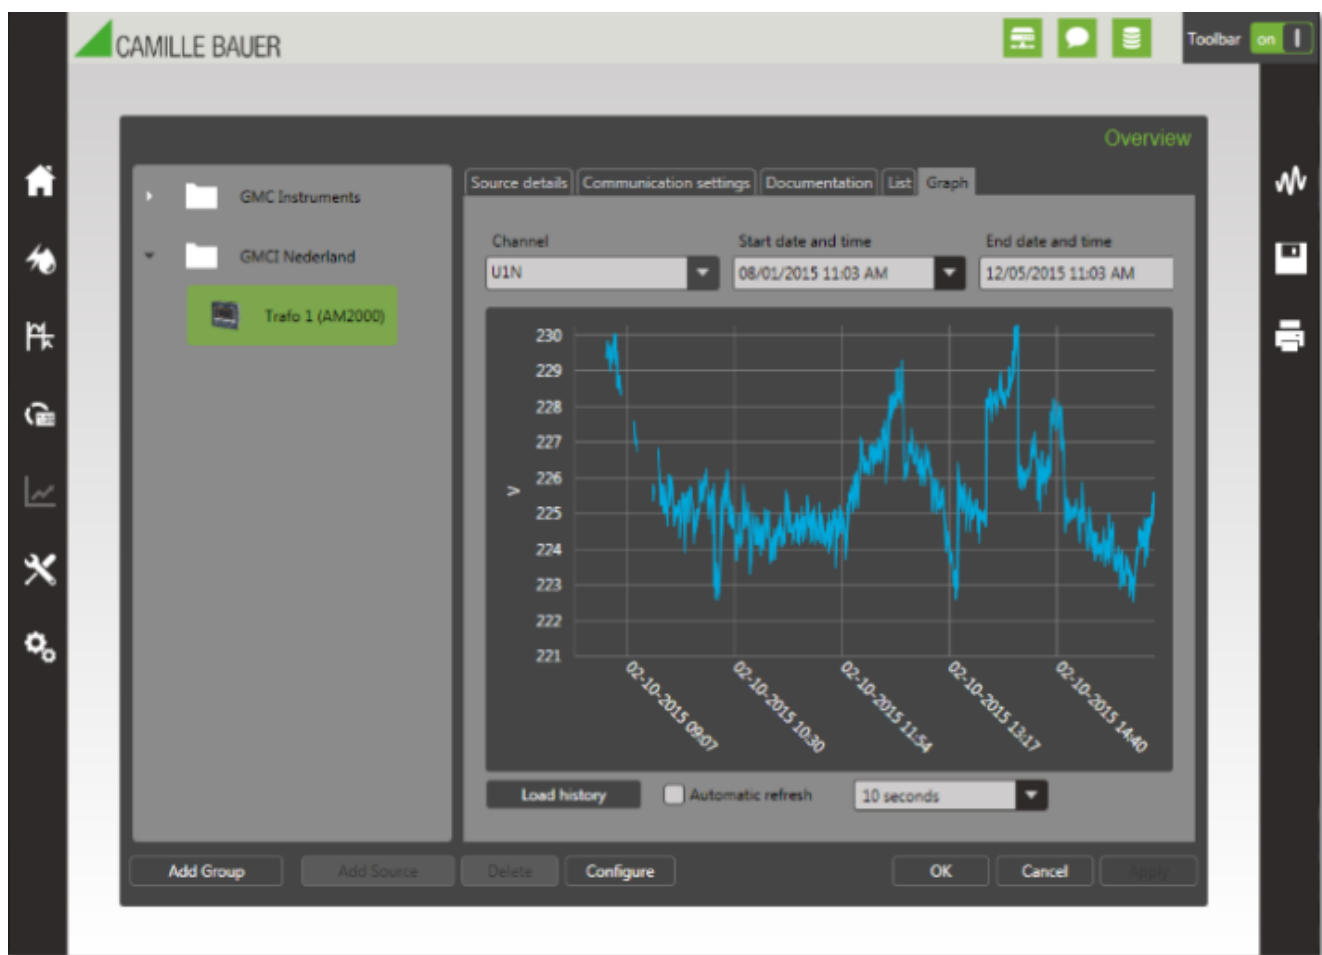 CAMILLE BAUER
Toolbar on
Overview
GMC Instruments
GMCI Nederland
Trafo 1 (AM2000)
Source details Communication settings Documentation List Graph
Channel Start date and time End date and time
U1N 08/01/2015 11:03 AM 12/05/2015 11:03 AM
230
229
228
227
226
V
225
224
223
222
221
02-10-2015 09:07 02-10-2015 10:30 02-10-2015 11:54 02-10-2015 13:17 02-10-2015 14:40
Load history Automatic refresh 10 seconds
Add Group Add Source Delete Configure OK Cancel Apply